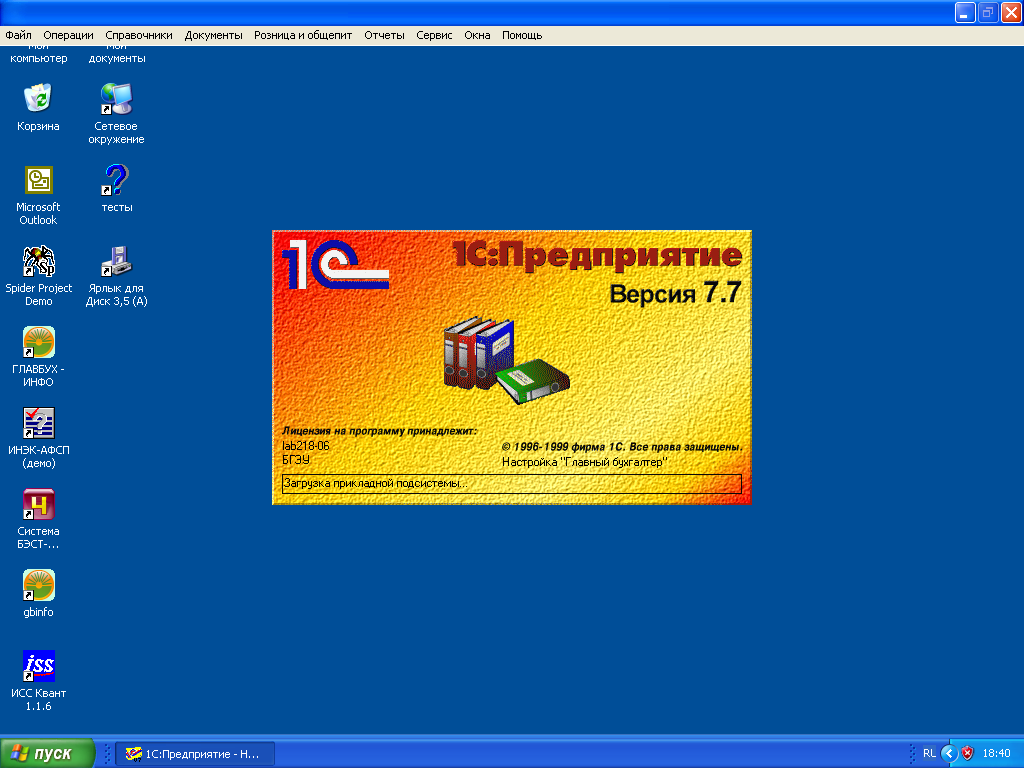 Файл Операции Справочники Документы Розница и общепит Отчеты Сервис Окна Помощь
Мой
компьютер
Мои
документы
Корзина
Сетевое
окружение
Microsoft
Outlook
тесты
Spider Project
Demo
Ярлык для
Диск 3,5 (A)
ГЛАВБУХ -
ИНФО
ИНЭК-АФСП
(демо)
Система
БЭСТ-...
gbinfo
iss
ИСС Квант
1.1.6
1С
1С:Предприятие
Версия 7.7
Лицензия на программу принадлежит:
lab218-06
БГЭУ
© 1996-1999 фирма 1С. Все права защищены.
Настройка "Главный бухгалтер"
Загрузка прикладной подсистемы...
пуск
1С:Предприятие - Н...
RL
18:40